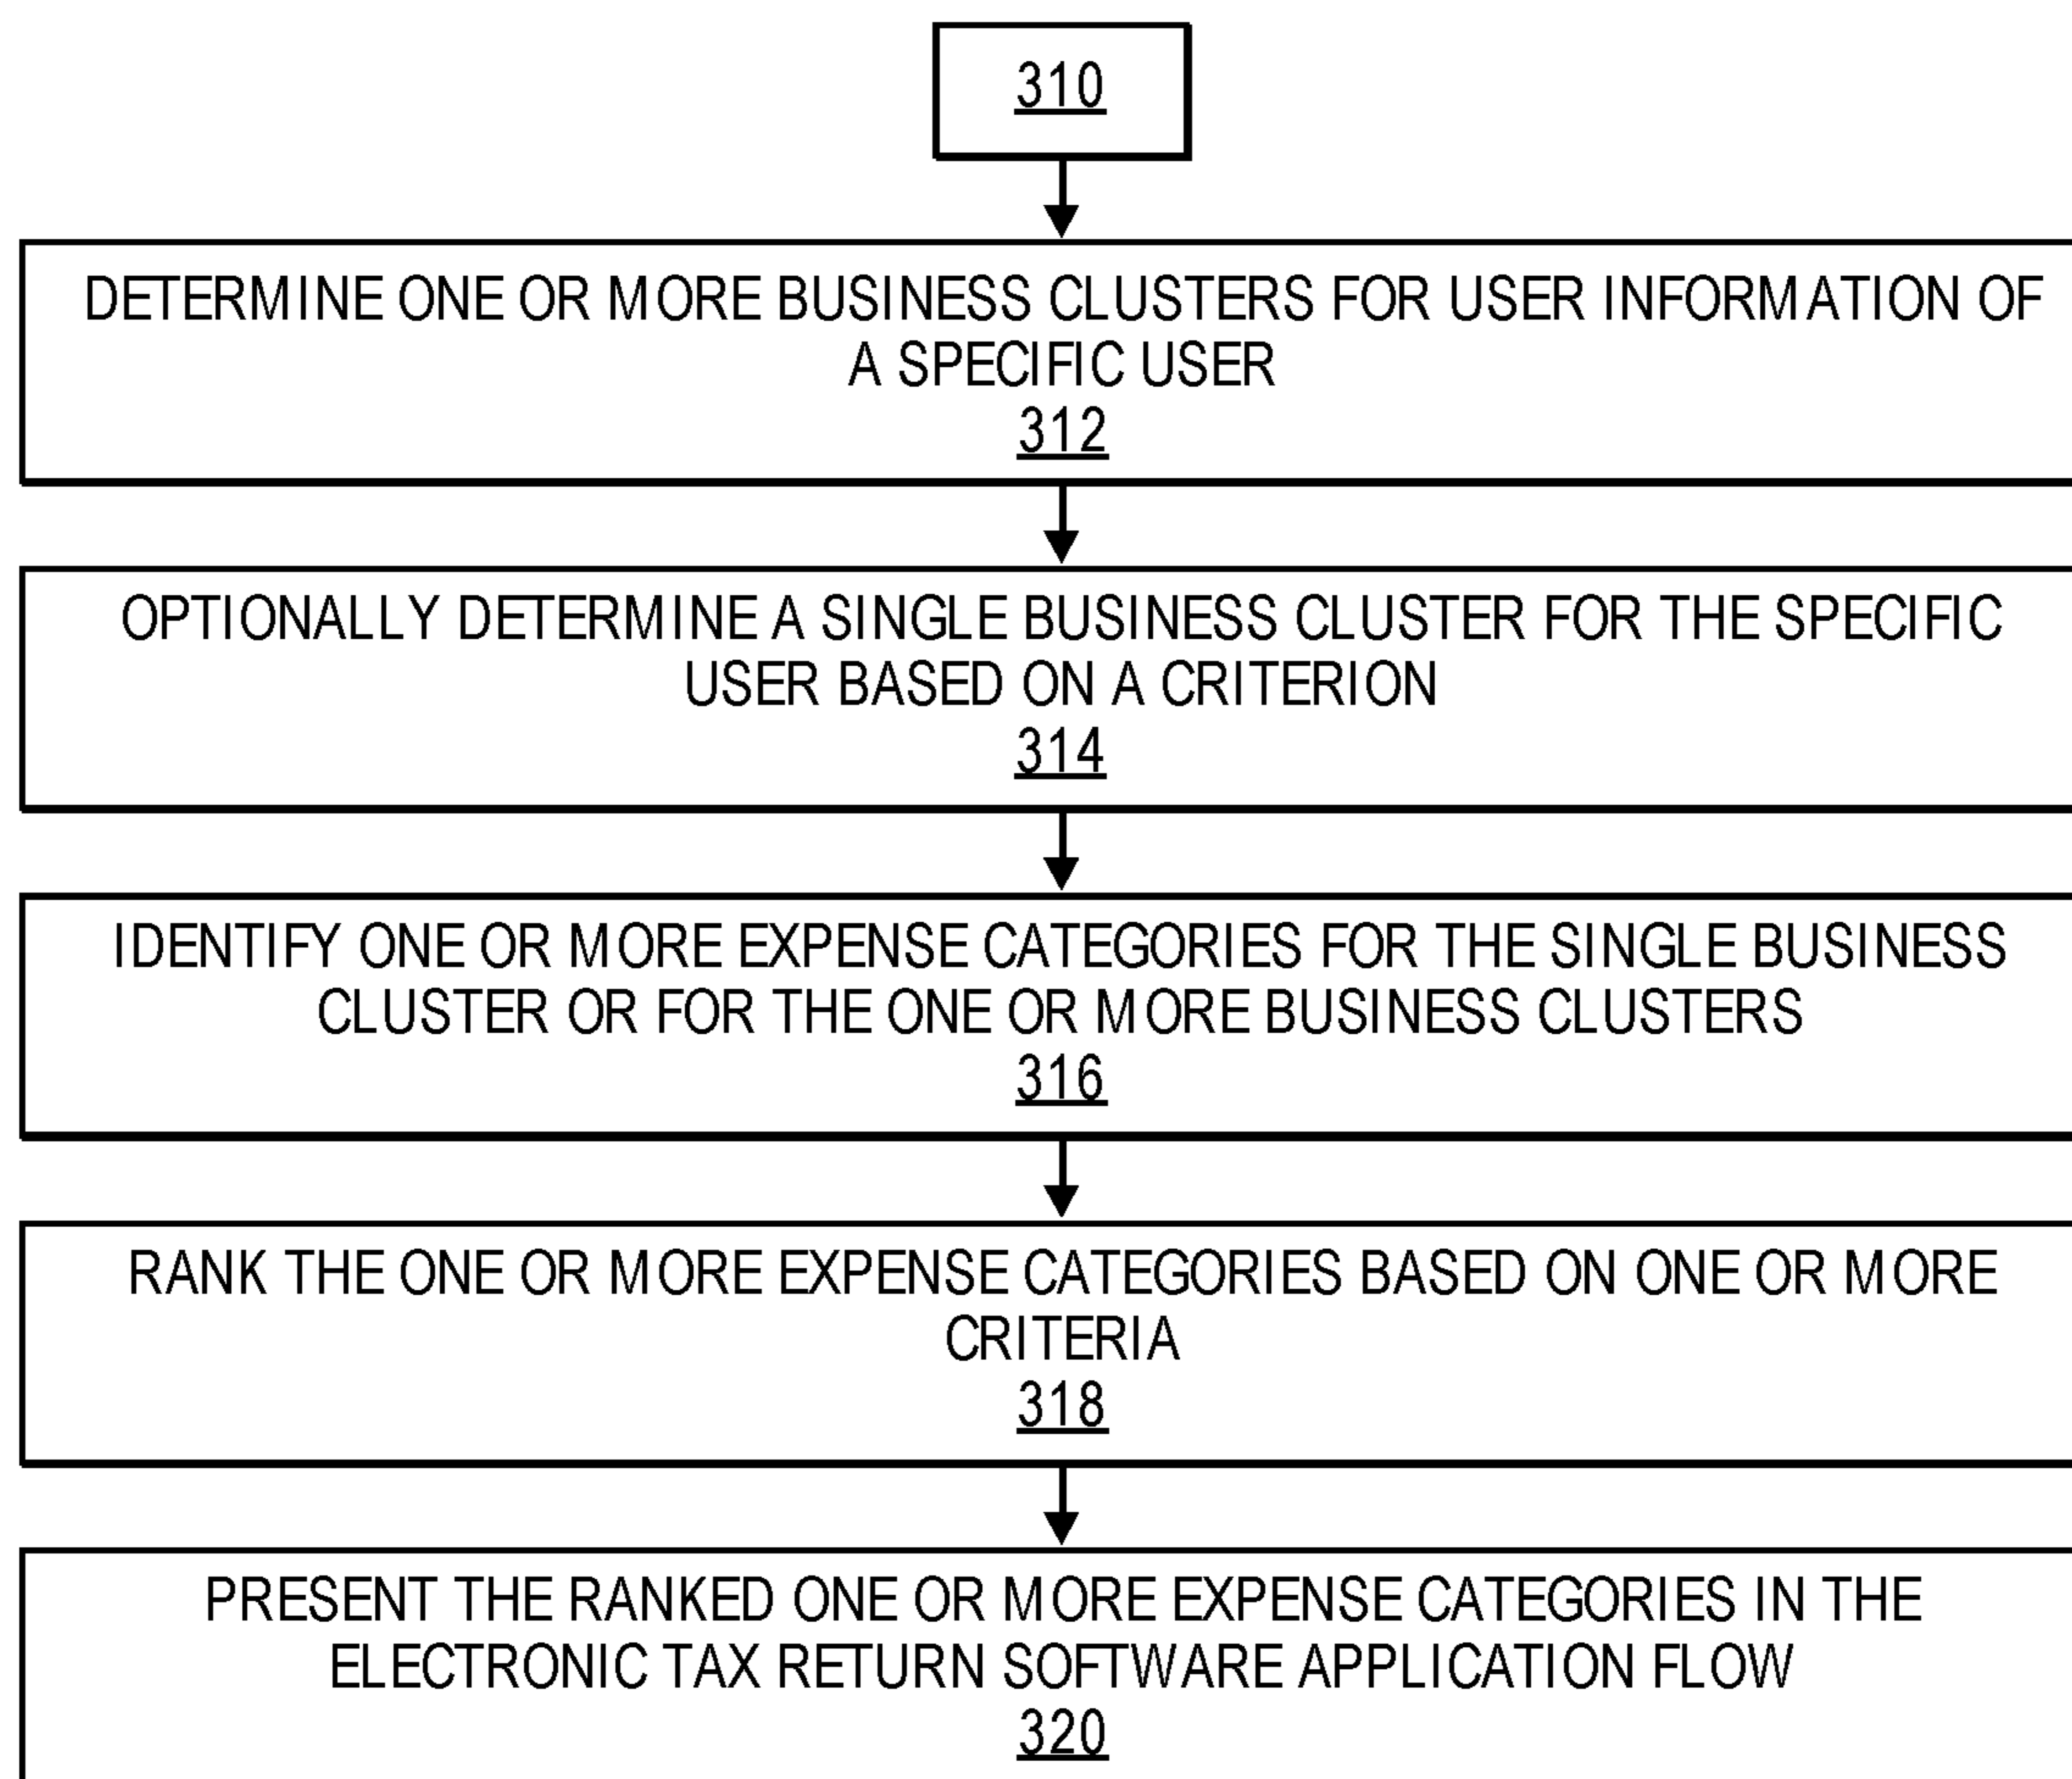 310
DETERMINE ONE OR MORE BUSINESS CLUSTERS FOR USER INFORMATION OF
A SPECIFIC USER
312
OPTIONALLY DETERMINE A SINGLE BUSINESS CLUSTER FOR THE SPECIFIC
USER BASED ON A CRITERION
314
IDENTIFY ONE OR MORE EXPENSE CATEGORIES FOR THE SINGLE BUSINESS
CLUSTER OR FOR THE ONE OR MORE BUSINESS CLUSTERS
316
RANK THE ONE OR MORE EXPENSE CATEGORIES BASED ON ONE OR MORE
CRITERIA
318
PRESENT THE RANKED ONE OR MORE EXPENSE CATEGORIES IN THE
ELECTRONIC TAX RETURN SOFTWARE APPLICATION FLOW
320